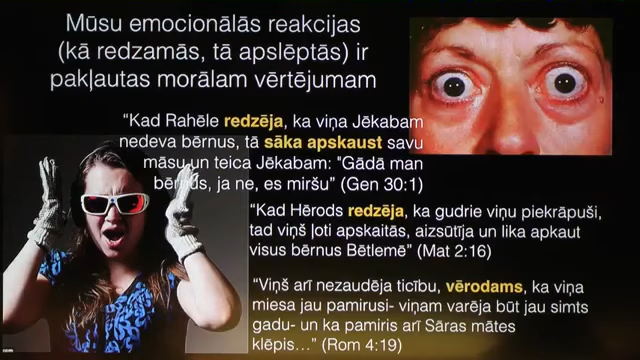 Mūsu emocionālās reakcijas
(kā redzamās, tā apslēptās) ir
pakļautas morālam vērtējumam
“Kad Rahēle redzēja, ka viņa Jēkabam
nedeva bērnus, tā sāka apskaust savu
māsu un teica Jēkabam: "Gādā man
bērnus, ja ne, es miršu” (Gen 30:1)
“Kad Hērods redzēja, ka gudrie viņu piekrāpuši,
tad viņš ļoti apskaitās, aizsūtīja un lika apkaut
visus bērnus Bētlemē” (Mat 2:16)
“Viņš arī nezaudēja ticību, vērodams, ka viņa
miesa jau pamirusi- viņam varēja būt jau simts
gadu- un ka pamiris arī Sāras mātes
klēpis…” (Rom 4:19)